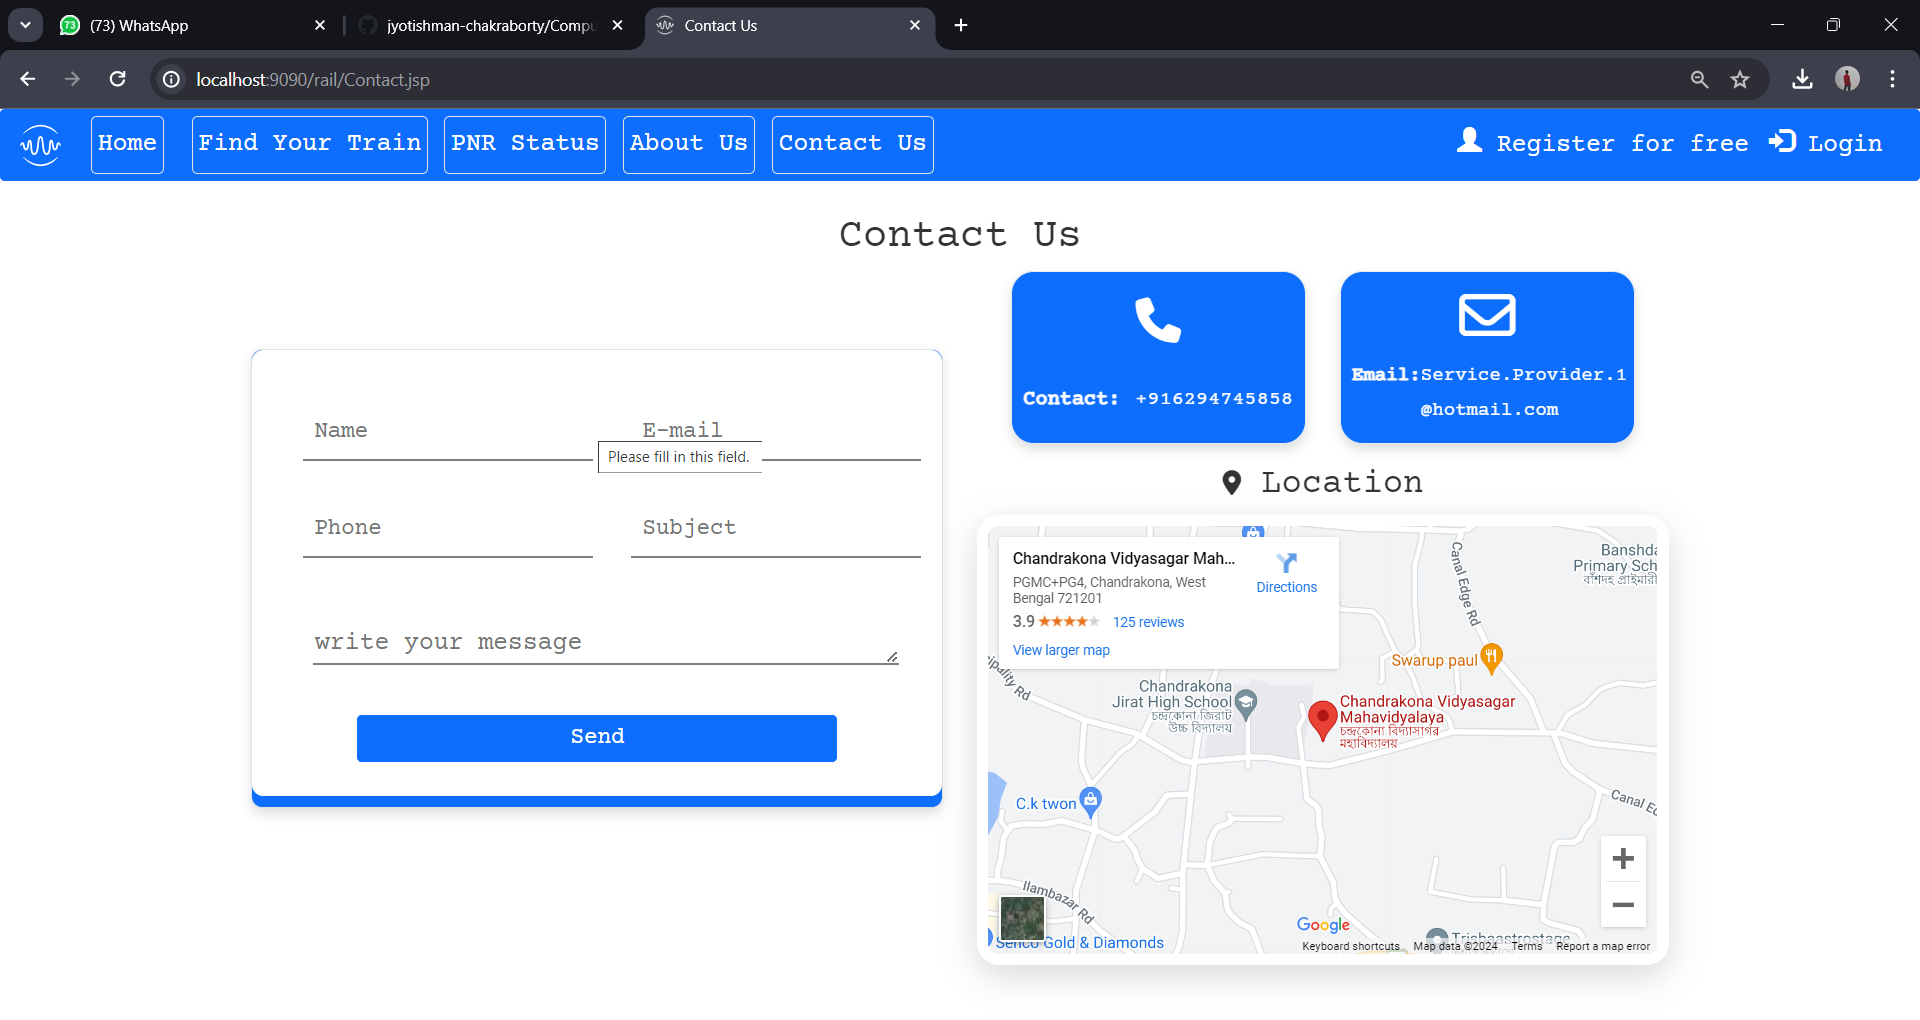 73 (73) WhatsApp
jyotishman-chakraborty/Compu
Contact Us
localhost:9090/rail/Contact.jsp
Home
Find Your Train
PNR Status
About Us
Contact Us
Register for free
Login
Contact Us
Contact: +916294745858
Email:Service.Provider.1
@hotmail.com
Name
E-mail
Please fill in this field.
Phone
Subject
write your message
Send
Location
Chandrakona Vidyasagar Mah...
PGMC+PG4, Chandrakona, West
Bengal 721201
3.9
125 reviews
View larger map
Directions
Canal Edge Rd
Banshda
Primary Sch
বাঁশদহ প্রাইমারী
Swarup paul
ipality Rd
Chandrakona
Jirat High School
চন্দ্রকোনা জিরাট
উচ্চ বিদ্যালয়
Chandrakona Vidyasagar
Mahavidyalaya
চন্দ্রকোনা বিদ্যাসাগর
মহাবিদ্যালয়
C.k twon
Canal Ed
Ilambazar Rd
Senco Gold & Diamonds
Google
Trishaastrostage
Keyboard shortcuts
Map data ©2024
Terms
Report a map error